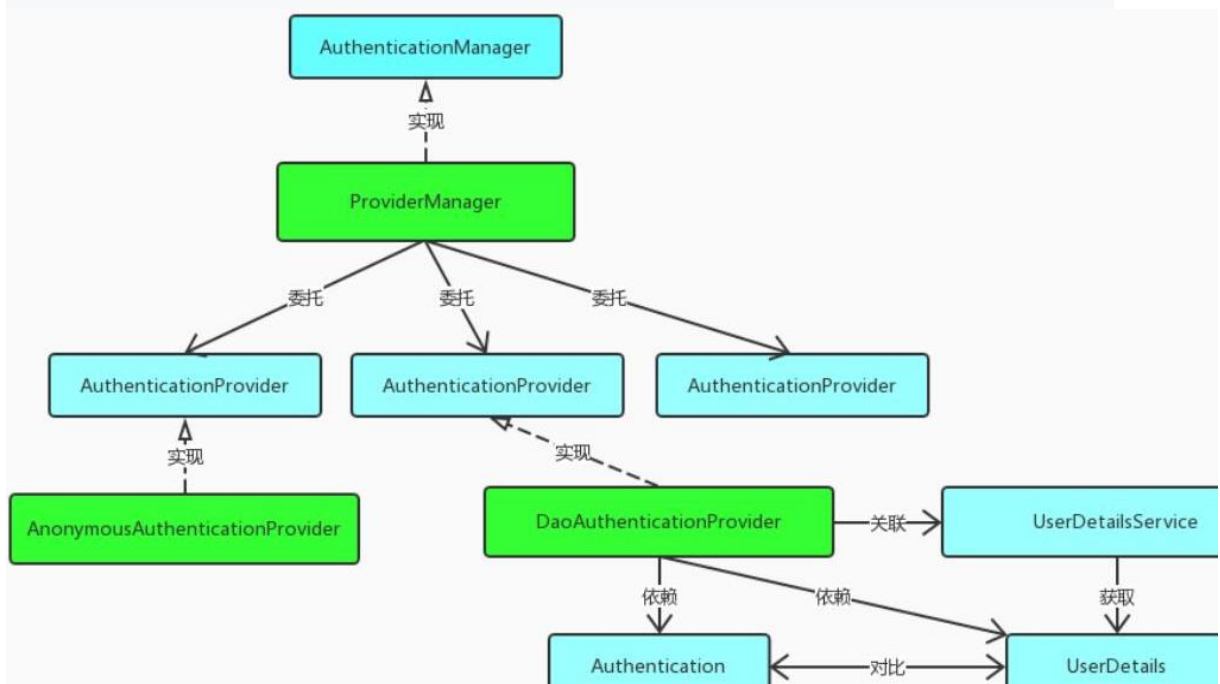 AuthenticationManager
实现
ProviderManager
委托
委托
委托
AuthenticationProvider
AuthenticationProvider
AuthenticationProvider
实现
实现
AnonymousAuthenticationProvider
DaoAuthenticationProvider
关联
UserDetailsService
依赖
依赖
获取
Authentication
对比
UserDetails